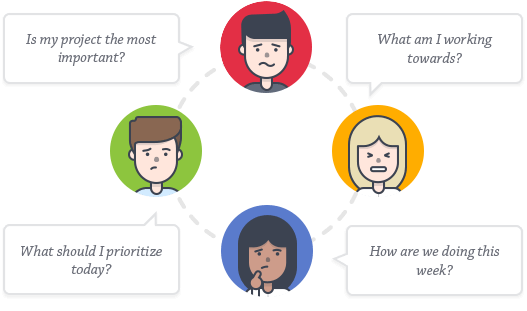 Is my project the most
important?
What am I working
towards?
What should I prioritize
today?
How are we doing this
week?